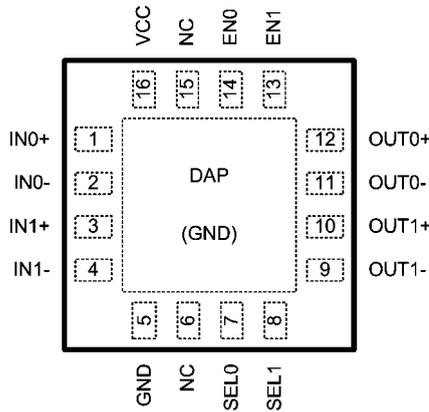 VCC NC EN0 EN1
16 15 14 13
IN0+ 1 12 OUT0+
IN0- 2 DAP 11 OUT0-
IN1+ 3 (GND) 10 OUT1+
IN1- 4 9 OUT1-
5 6 7 8
GND NC SEL0 SEL1